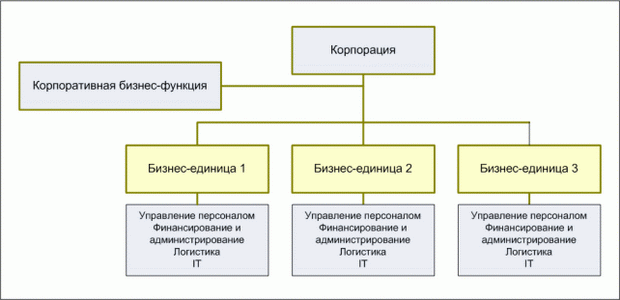 Корпорация
Корпоративная бизнес-функция
Бизнес-единица 1
Бизнес-единица 2
Бизнес-единица 3
Управление персоналом
Финансирование и
администрирование
Логистика
IT
Управление персоналом
Финансирование и
администрирование
Логистика
IT
Управление персоналом
Финансирование и
администрирование
Логистика
IT